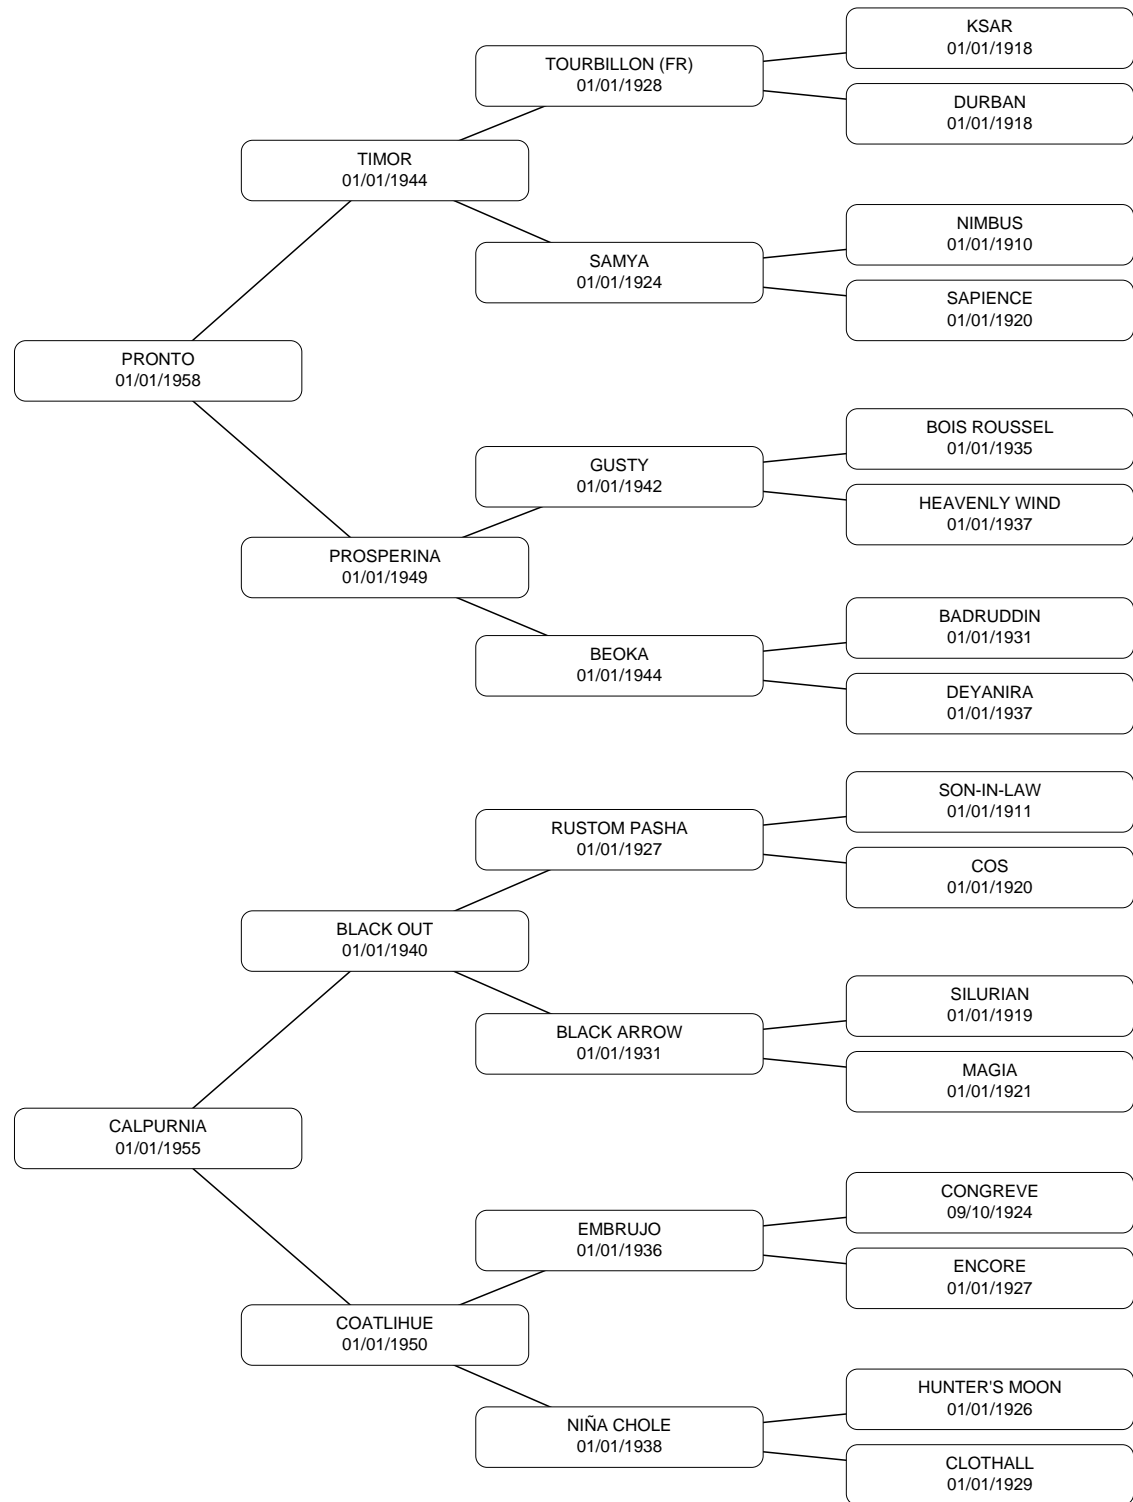 KSAR
01/01/1918
TOURBILLON (FR)
01/01/1928
DURBAN
01/01/1918
TIMOR
01/01/1944
NIMBUS
01/01/1910
SAMYA
01/01/1924
SAPIENCE
01/01/1920
PRONTO
01/01/1958
BOIS ROUSSEL
01/01/1935
GUSTY
01/01/1942
HEAVENLY WIND
01/01/1937
PROSPERINA
01/01/1949
BADRUDDIN
01/01/1931
BEOKA
01/01/1944
DEYANIRA
01/01/1937
SON-IN-LAW
01/01/1911
RUSTOM PASHA
01/01/1927
COS
01/01/1920
BLACK OUT
01/01/1940
SILURIAN
01/01/1919
BLACK ARROW
01/01/1931
MAGIA
01/01/1921
CALPURNIA
01/01/1955
CONGREVE
09/10/1924
EMBRUJO
01/01/1936
ENCORE
01/01/1927
COATLIHUE
01/01/1950
HUNTER'S MOON
01/01/1926
NIÑA CHOLE
01/01/1938
CLOTHALL
01/01/1929